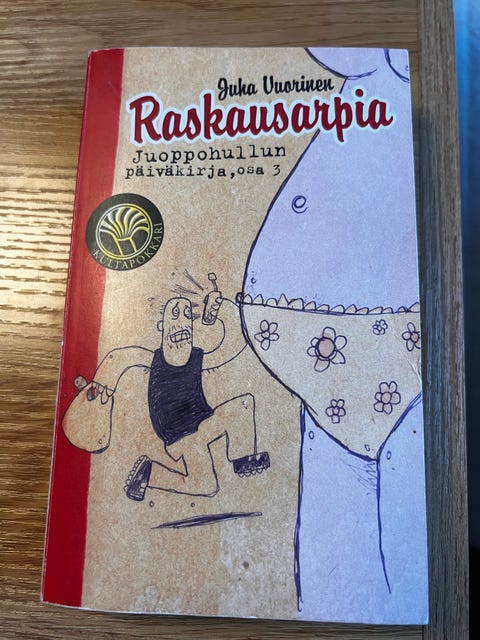 Juha Vuorinen
Raskausarpia
Juoppohullun
päiväkirja, osa 3
KULTAPOKKARI